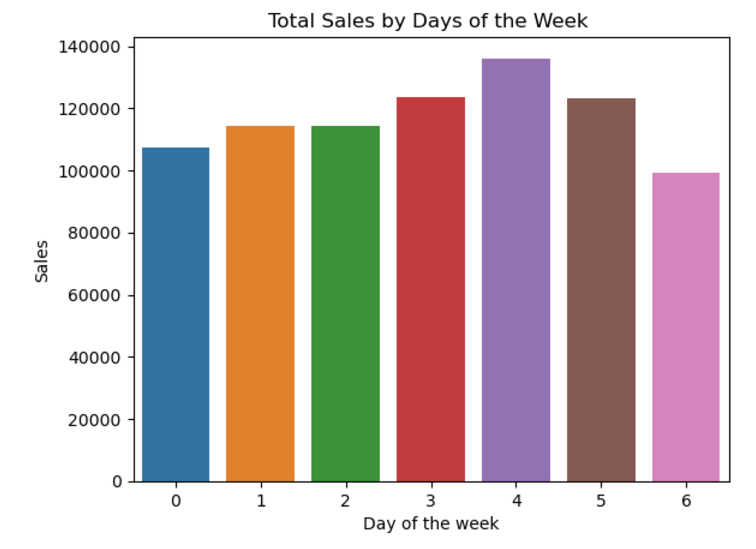 Total Sales by Days of the Week
140000
120000
100000
80000
60000
40000
20000
0
Sales
0 1 2 3 4 5 6
Day of the week